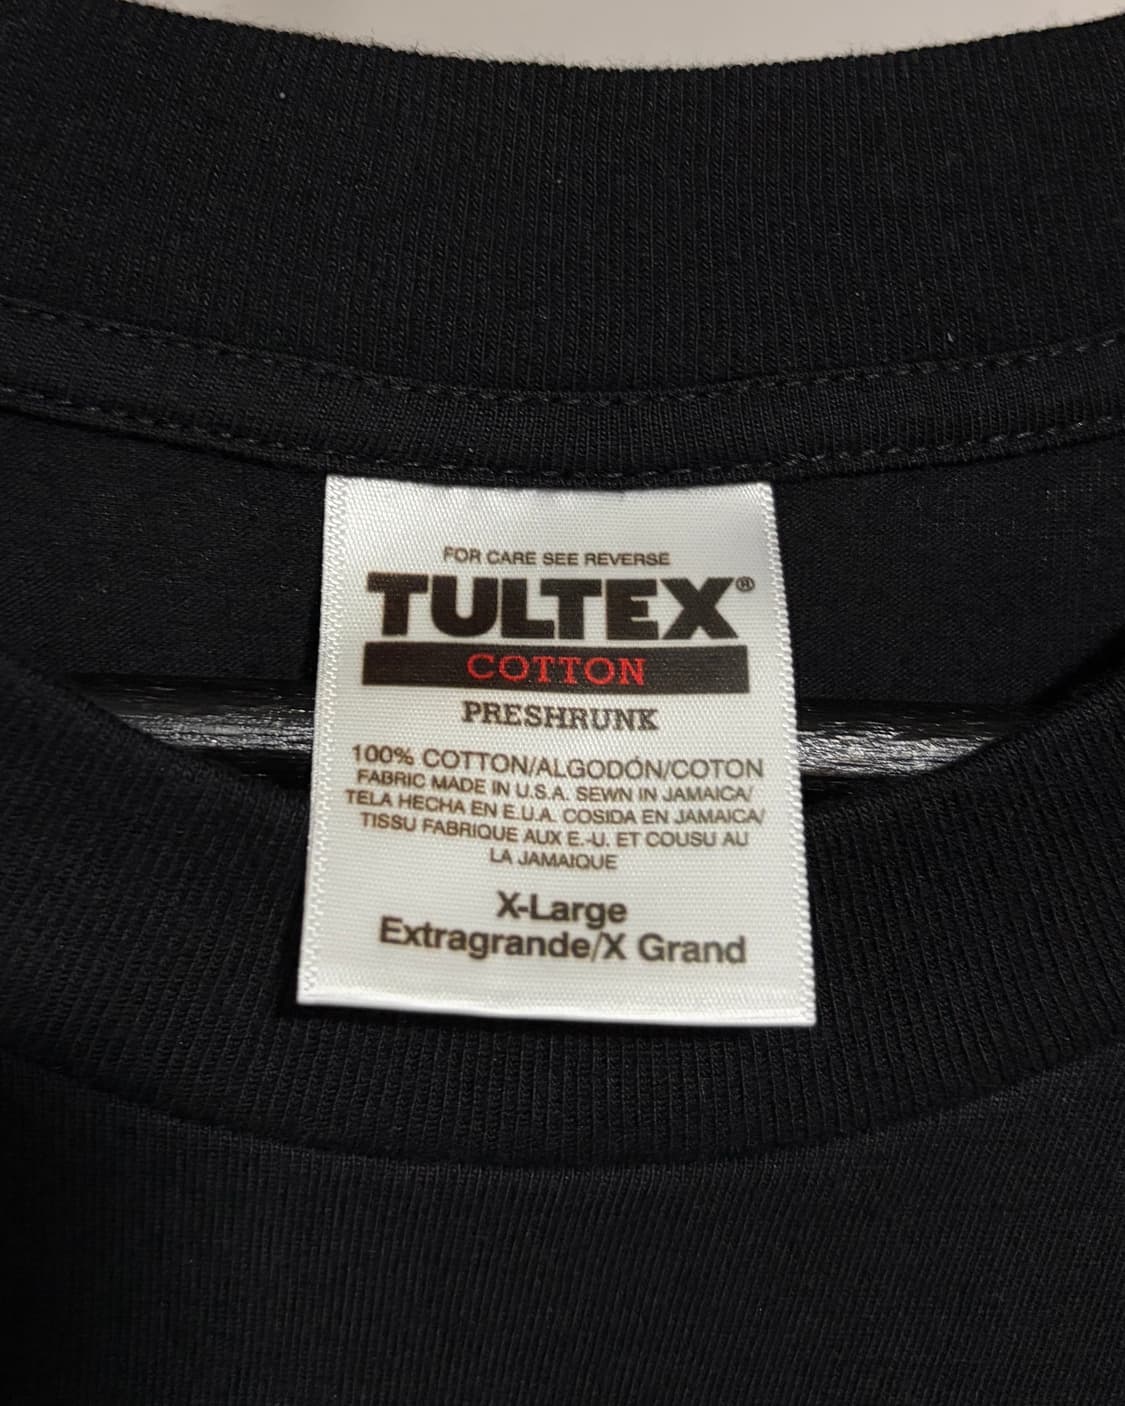 FOR CARE SEE REVERSE
TULTEX®
COTTON
PRESHRUNK
100% COTTON/ALGODÓN/COTON
FABRIC MADE IN U.S.A. SEWN IN JAMAICA/
TELA HECHA EN E.U.A. COSIDA EN JAMAICA/
TISSU FABRIQUE AUX E.-U. ET COUSU AU
LA JAMAIQUE
X-Large
Extragrande/X Grand